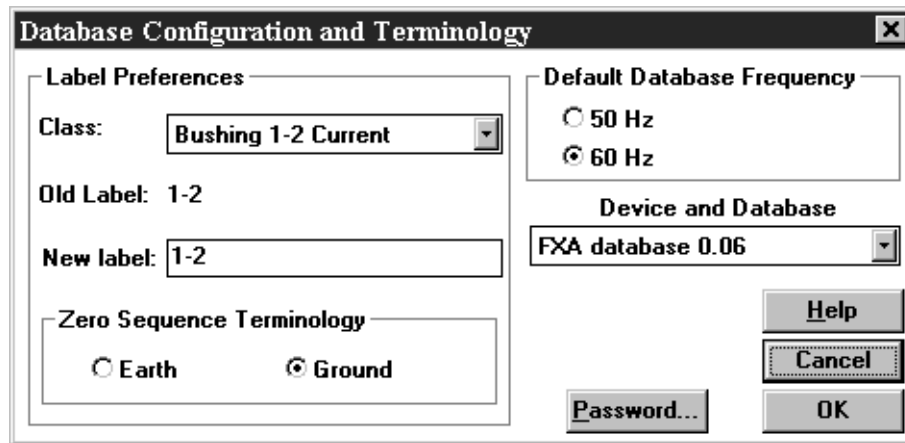 Database Configuration and Terminology
Label Preferences
Class: Bushing 1-2 Current
Old Label: 1-2
New label: 1-2
Zero Sequence Terminology
Earth Ground
Default Database Frequency
50 Hz
60 Hz
Device and Database
FXA database 0.06
Help
Cancel
Password... OK